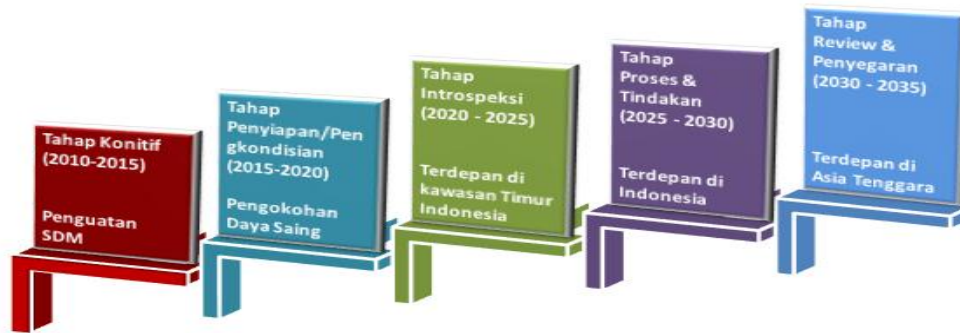 Tahap Konitif
(2010-2015)
Penguatan
SDM
Tahap
Penyiapan/Pen
gkondisian
(2015-2020)
Pengokohan
Daya Saing
Tahap
Introspeksi
(2020 - 2025)
Terdepan di
kawasan Timur
Indonesia
Tahap
Proses &
Tindakan
(2025 - 2030)
Terdepan di
Indonesia
Tahap
Review &
Penyegaran
(2030 - 2035)
Terdepan di
Asia Tenggara